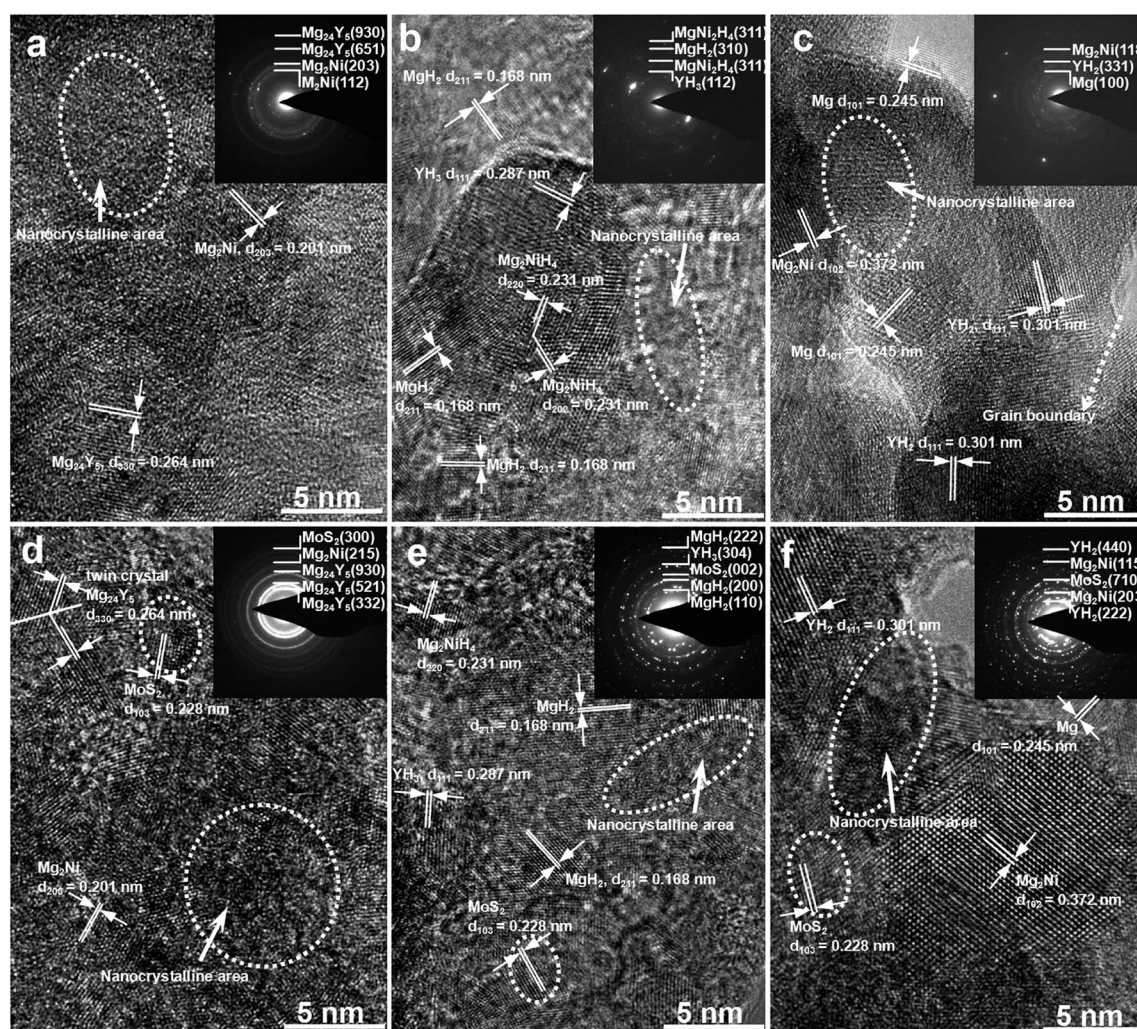 a
Mg₂₄Y₅(930)
Mg₂₄Y₅(651)
Mg₂Ni(203)
M₂Ni(112)
Nanocrystalline area
Mg₂Ni, d₂₀₃ = 0.201 nm
Mg₂₄Y₅, d₃₃₀ = 0.264 nm
5 nm
b
MgNi₂H₄(311)
MgH₂(310)
MgNi₂H₄(311)
YH₃(112)
MgH₂ d₂₁₁ = 0.168 nm
YH₃ d₁₁₁ = 0.287 nm
Nanocrystalline area
Mg₂NiH₄
d₂₂₀ = 0.231 nm
MgH₂
d₂₁₁ = 0.168 nm
Mg₂NiH₄
d₂₀₂ = 0.231 nm
MgH₂ d₂₁₁ = 0.168 nm
5 nm
c
Mg₂Ni(118
YH₂(331)
Mg(100)
Mg d₁₀₁ = 0.245 nm
Nanocrystalline area
Mg₂Ni d₁₀₂ = 0.372 nm
YH₂, d₁₁₁ = 0.301 nm
Mg d₁₀₁ = 0.245 nm
Grain boundary
YH₂ d₁₁₁ = 0.301 nm
5 nm
d
MoS₂(300)
Mg₂Ni(215)
Mg₂₄Y₅(930)
Mg₂₄Y₅(521)
Mg₂₄Y₅(332)
twin crystal
Mg₂₄Y₅
d₃₃₀ = 0.264 nm
MoS₂
d₁₀₃ = 0.228 nm
Mg₂Ni
= 0.201 nm
Nanocrystalline area
5 nm
e
MgH₂(222)
YH₃(304)
MoS₂(002)
MgH₂(200)
MgH₂(110)
Mg₂NiH₄
d₂₂₀ = 0.231 nm
MgH₂
d₂₁₁ = 0.168 nm
YH₃, d₁₁₁ = 0.287 nm
Nanocrystalline area
MgH₂, d₂₁₁ = 0.168 nm
MoS₂
d₁₀₃ = 0.228 nm
5 nm
f
YH₂(440)
Mg₂Ni(115
MoS₂(710
Mg₂Ni(203
YH₂(222)
YH₂ d₁₁₁ = 0.301 nm
Mg
d₁₀₁ = 0.245 nm
Nanocrystalline area
Mg₂Ni
d₁₀₂ = 0.372 nm
MoS₂
d₁₀₃ = 0.228 nm
5 nm